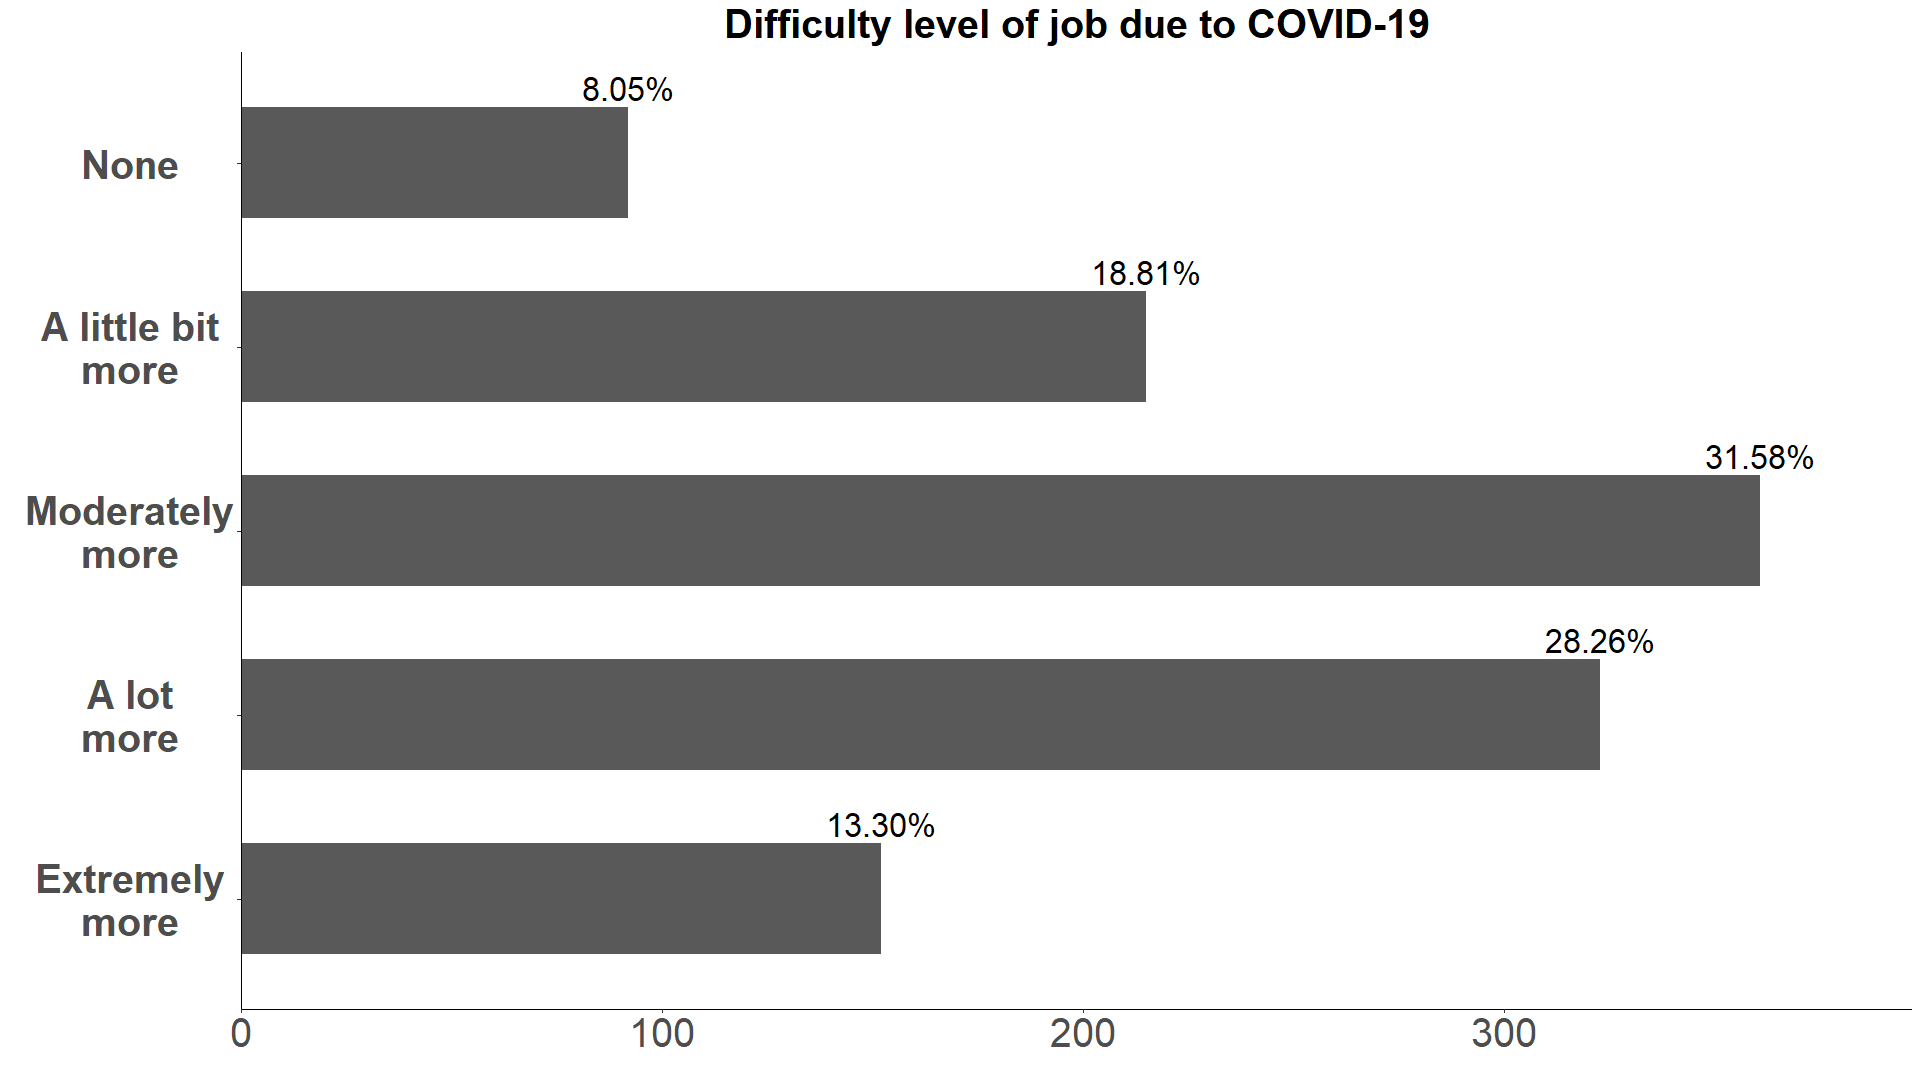 Difficulty level of job due to COVID-19
8.05%
None
18.81%
A little bit
more
31.58%
Moderately
more
28.26%
A lot
more
13.30%
Extremely
more
0 100 200 300